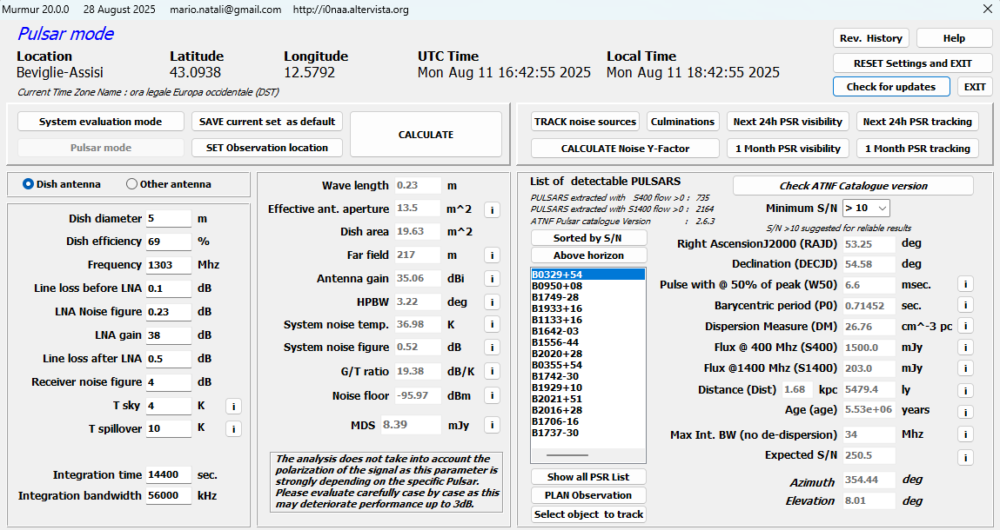 Murmur 20.0.0 28 August 2025 mario.natali@gmail.com http://i0naa.altervista.org
Pulsar mode
Rev. History Help
Location Latitude Longitude UTC Time Local Time
Beviglie-Assisi 43.0938 12.5792 Mon Aug 11 16:42:55 2025 Mon Aug 11 18:42:55 2025
RESET Settings and EXIT
Current Time Zone Name : ora legale Europa occidentale (DST)
Check for updates EXIT
System evaluation mode SAVE current set as default
Pulsar mode SET Observation location
CALCULATE
TRACK noise sources Culminations Next 24h PSR visibility Next 24h PSR tracking
CALCULATE Noise Y-Factor 1 Month PSR visibility 1 Month PSR tracking
Dish antenna Other antenna
Dish diameter 5 m
Dish efficiency 69 %
Frequency 1303 Mhz
Line loss before LNA 0.1 dB
LNA Noise figure 0.23 dB
LNA gain 38 dB
Line loss after LNA 0.5 dB
Receiver noise figure 4 dB
T sky 4 K i
T spillover 10 K i
Integration time 14400 sec.
Integration bandwidth 56000 kHz
Wave length 0.23 m
Effective ant. aperture 13.5 m^2 i
Dish area 19.63 m^2
Far field 217 m i
Antenna gain 35.06 dBi i
HPBW 3.22 deg i
System noise temp. 36.98 K i
System noise figure 0.52 dB i
G/T ratio 19.38 dB/K i
Noise floor -95.97 dBm i
MDS 8.39 mJy i
The analysis does not take into account the
polarization of the signal as this parameter is
strongly depending on the specific Pulsar.
Please evaluate carefully case by case as this
may deteriorate performance up to 3dB.
List of detectable PULSARS
PULSARS extracted with S400 flow >0 : 735
PULSARS extracted with S1400 flow >0 : 2164
ATNF Pulsar catalogue Version : 2.6.3
Sorted by S/N
Above horizon
B0329+54
B0950+08
B1749-28
B1933+16
B1133+16
B1642-03
B1556-44
B2020+28
B0355+54
B1742-30
B1929+10
B2021+51
B2016+28
B1706-16
B1737-30
Show all PSR List
PLAN Observation
Select object to track
Check ATNF Catalogue version
Minimum S/N > 10
S/N >10 suggested for reliable results
Right AscensionJ2000 (RAJD) 53.25 deg
Declination (DECJD) 54.58 deg
Pulse with @ 50% of peak (W50) 6.6 msec. i
Barycentric period (P0) 0.71452 sec. i
Dispersion Measure (DM) 26.76 cm^-3 pc i
Flux @ 400 Mhz (S400) 1500.0 mJy i
Flux @1400 Mhz (S1400) 203.0 mJy i
Distance (Dist) 1.68 kpc 5479.4 ly i
Age (age) 5.53e+06 years i
Max Int. BW (no de-dispersion) 34 Mhz i
Expected S/N 250.5 i
Azimuth 354.44 deg
Elevation 8.01 deg